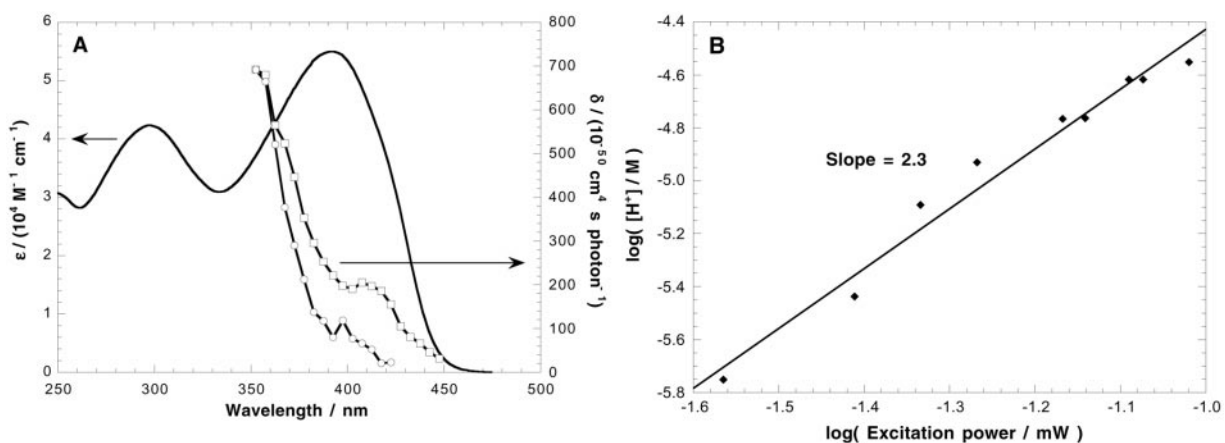 A
6
5
4
3
2
1
0
ε / (10⁴ M⁻¹ cm⁻¹)
800
700
600
500
400
300
200
100
0
δ / (10⁻⁵⁰ cm⁴ s photon⁻¹)
250 300 350 400 450 500
Wavelength / nm
B
-4.4
-4.6
-4.8
-5.0
-5.2
-5.4
-5.6
-5.8
log( [H⁺] / M)
Slope = 2.3
-1.6 -1.5 -1.4 -1.3 -1.2 -1.1 -1.0
log( Excitation power / mW)